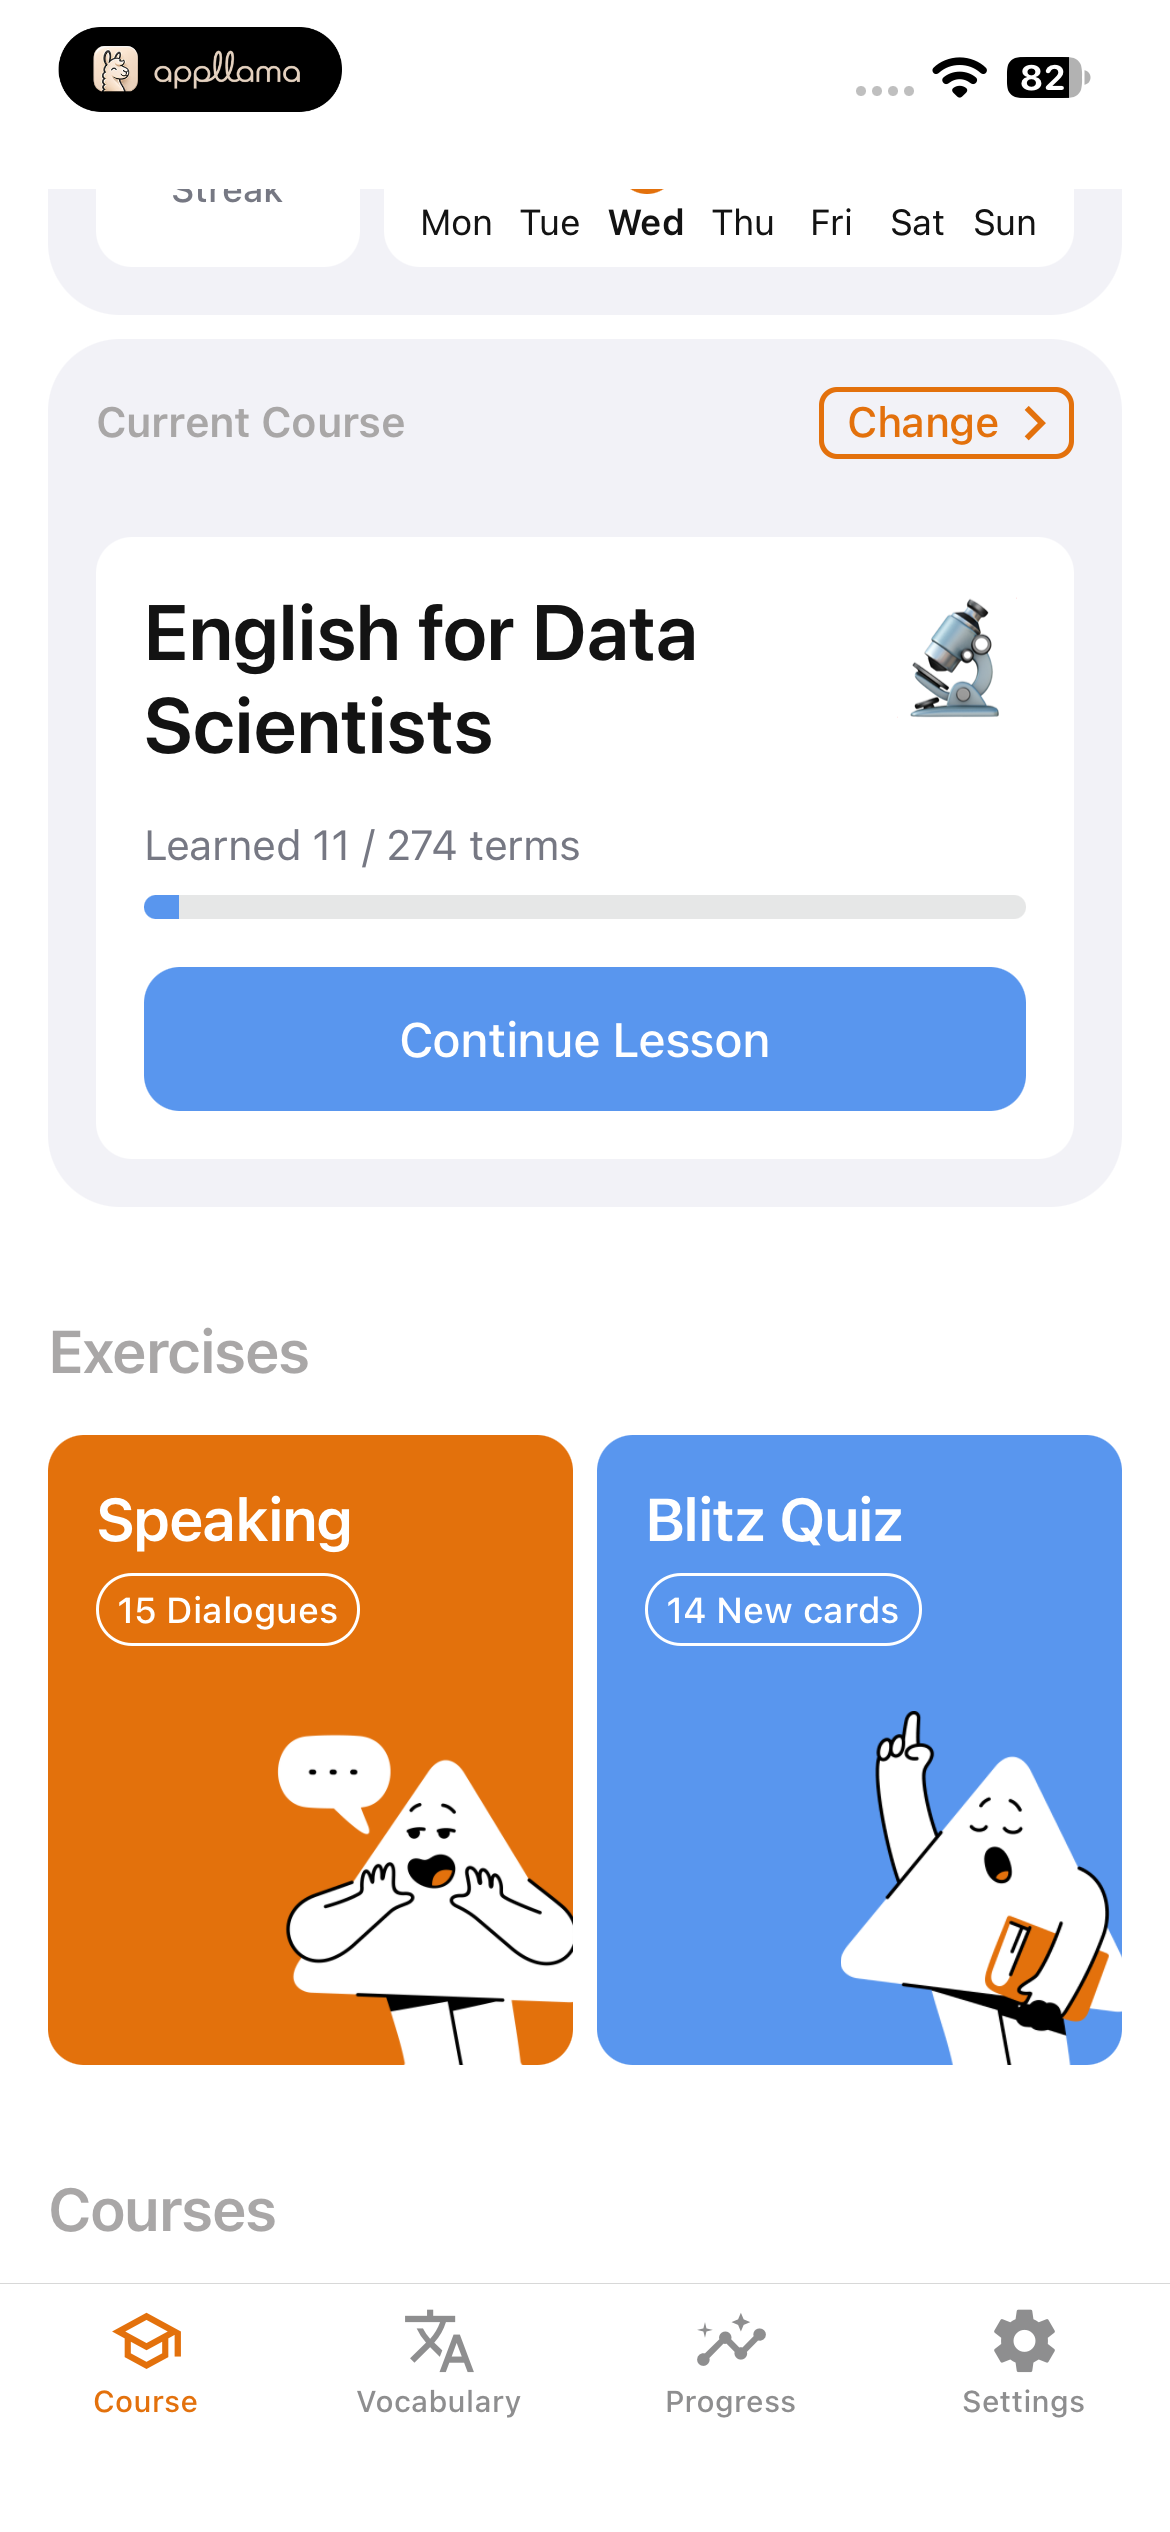 appllama
82
Streak
Mon Tue Wed Thu Fri Sat Sun
Current Course
Change
English for Data
Scientists
Learned 11 / 274 terms
Continue Lesson
Exercises
Speaking
15 Dialogues
Blitz Quiz
14 New cards
Courses
Course
Vocabulary
Progress
Settings